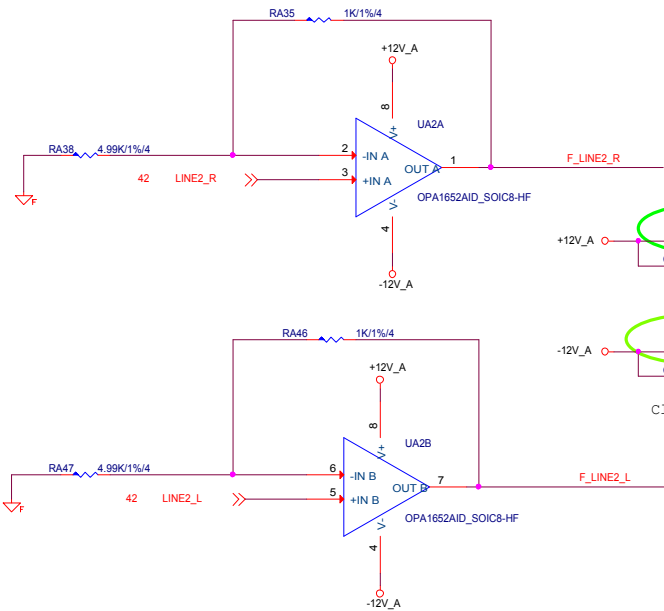 RA35 1K/1%/4
+12V_A
8
V+
UA2A
RA38 4.99K/1%/4
2 -IN A
OUT A 1 F_LINE2_R
42 LINE2_R 3 +IN A
OPA1652AID_SOIC8-HF
F
V-
4
+12V_A
-12V_A
RA46 1K/1%/4
-12V_A
+12V_A
8
V+
UA2B
RA47 4.99K/1%/4
6 -IN B
OUT B 7 F_LINE2_L
42 LINE2_L 5 +IN B
OPA1652AID_SOIC8-HF
F
V-
4
-12V_A